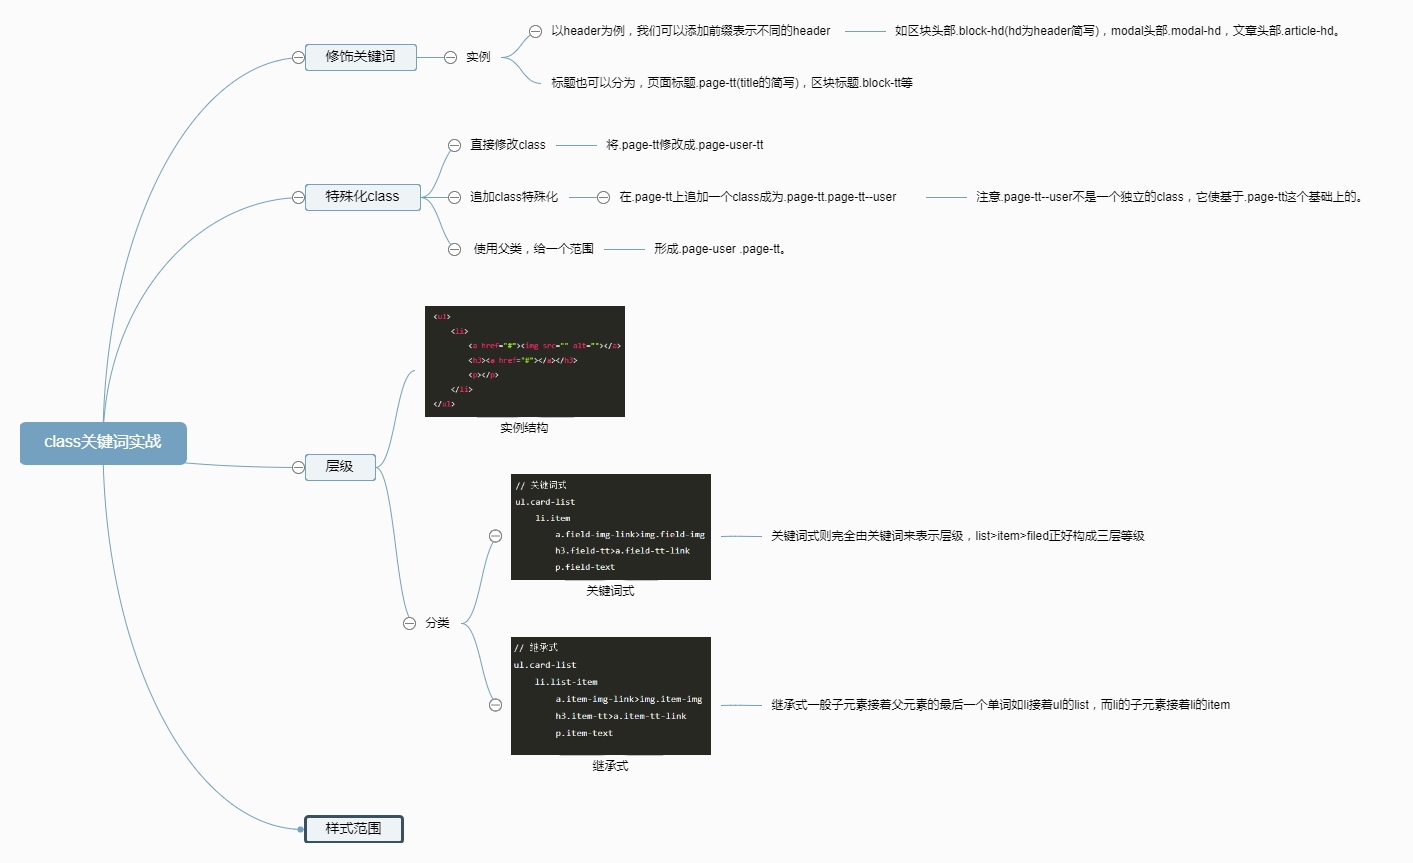 class关键词实战
修饰关键词
实例
以header为例，我们可以添加前缀表示不同的header
如区块头部.block-hd(hd为header简写)，modal头部.modal-hd，文章头部.article-hd。
标题也可以分为，页面标题.page-tt(title的简写)，区块标题.block-tt等
特殊化class
直接修改class
将.page-tt修改成.page-user-tt
追加class特殊化
在.page-tt上追加一个class成为.page-tt.page-tt--user
注意.page-tt--user不是一个独立的class，它使基于.page-tt这个基础上的。
使用父类，给一个范围
形成.page-user .page-tt。
层级
<ul>
<li>
<a href="#"><img src="" alt=""></a>
<h3><a href="#"></a></h3>
<p></p>
</li>
</ul>
实例结构
分类
// 关键词式
ul.card-list
li.item
a.field-img-link>img.field-img
h3.field-tt>a.field-tt-link
p.field-text
关键词式
关键词式则完全由关键词来表示层级，list>item>filed正好构成三层等级
// 继承式
ul.card-list
li.list-item
a.item-img-link>img.item-img
h3.item-tt>a.item-tt-link
p.item-text
继承式
继承式一般子元素接着父元素的最后一个单词如li接着ul的list，而li的子元素接着li的item
样式范围